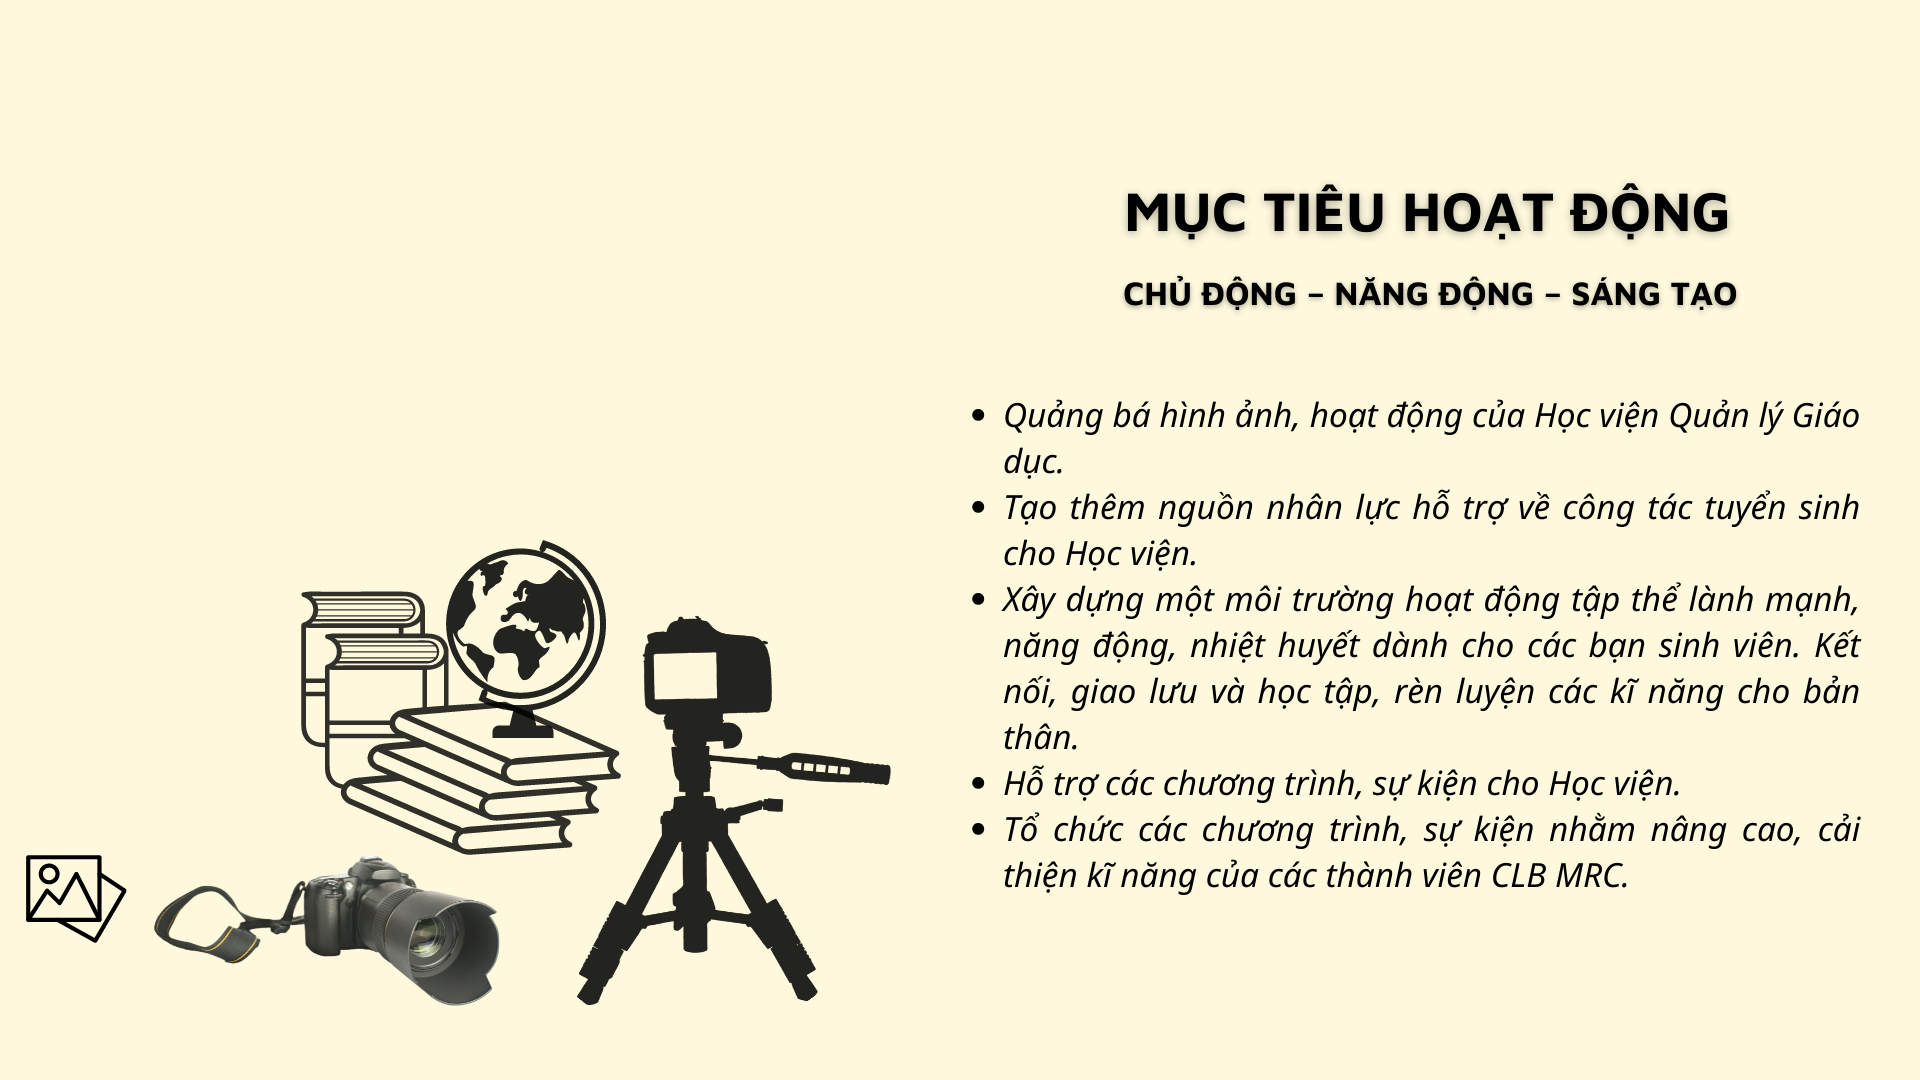 MỤC TIÊU HOẠT ĐỘNG
CHỦ ĐỘNG – NĂNG ĐỘNG – SÁNG TẠO
• Quảng bá hình ảnh, hoạt động của Học viện Quản lý Giáo
dục.
• Tạo thêm nguồn nhân lực hỗ trợ về công tác tuyển sinh
cho Học viện.
• Xây dựng một môi trường hoạt động tập thể lành mạnh,
năng động, nhiệt huyết dành cho các bạn sinh viên. Kết
nối, giao lưu và học tập, rèn luyện các kĩ năng cho bản
thân.
• Hỗ trợ các chương trình, sự kiện cho Học viện.
• Tổ chức các chương trình, sự kiện nhằm nâng cao, cải
thiện kĩ năng của các thành viên CLB MRC.